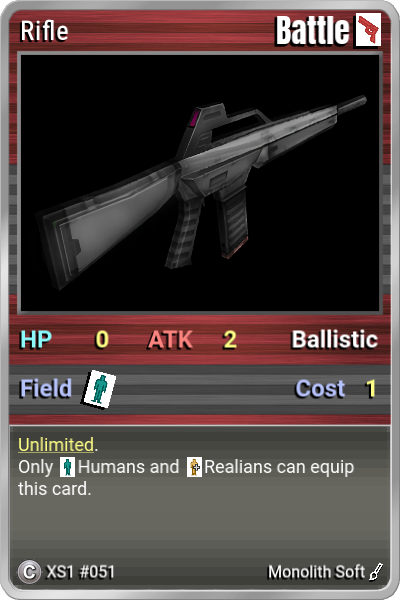 Rifle Battle
HP 0 ATK 2 Ballistic
Field Cost 1
Unlimited.
Only Humans and Realians can equip
this card.
C XS1 #051 Monolith Soft